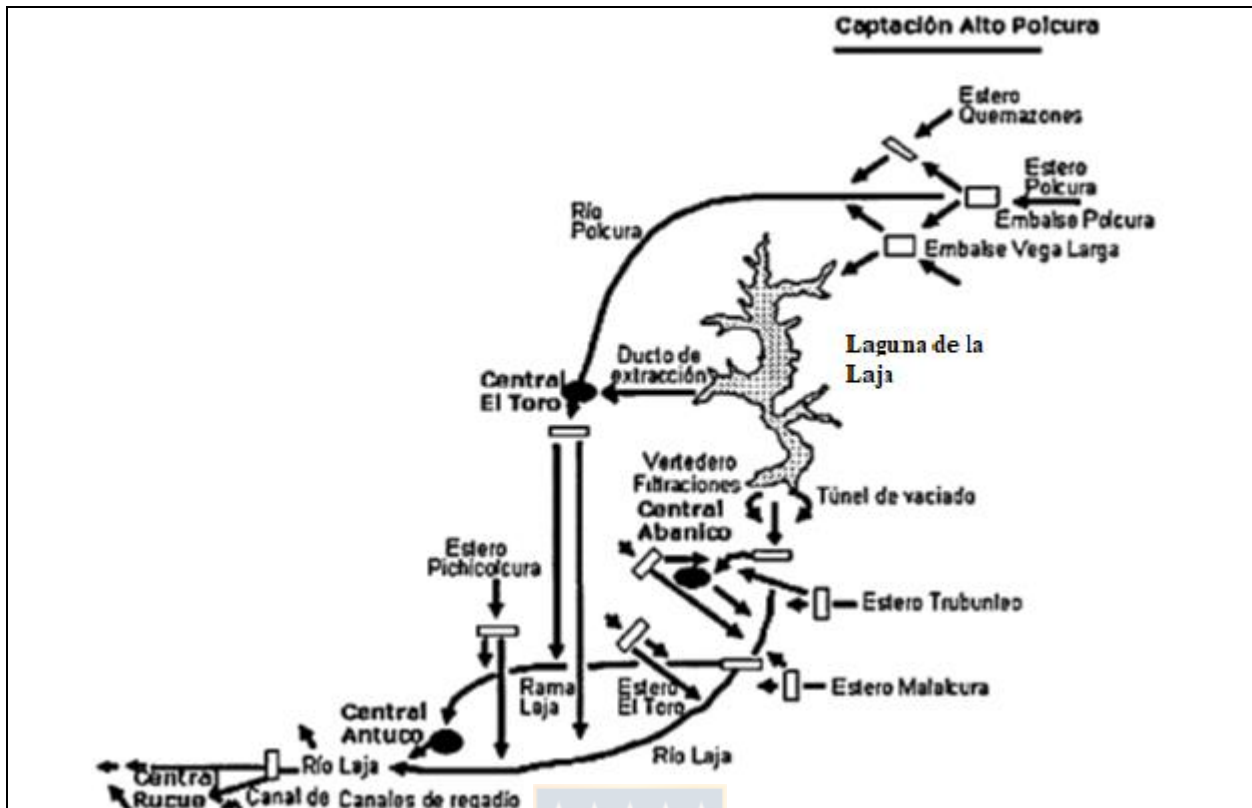 Captación Alto Polcura
Estero
Quemazones
Estero
Polcura
Embalse Polcura
Río
Polcura
Embalse Vega Larga
Laguna de la
Laja
Ducto de
extracción
Central
El Toro
Vertedero
Filtraciones
Túnel de vaciado
Central
Abanico
Estero
Pichicolcura
Estero Trubunleo
Estero Malalcura
Rama
Laja
Estero
El Toro
Central
Antuco
Río Laja
Río Laja
Central
Rucue
Canal de
Canales de regadío